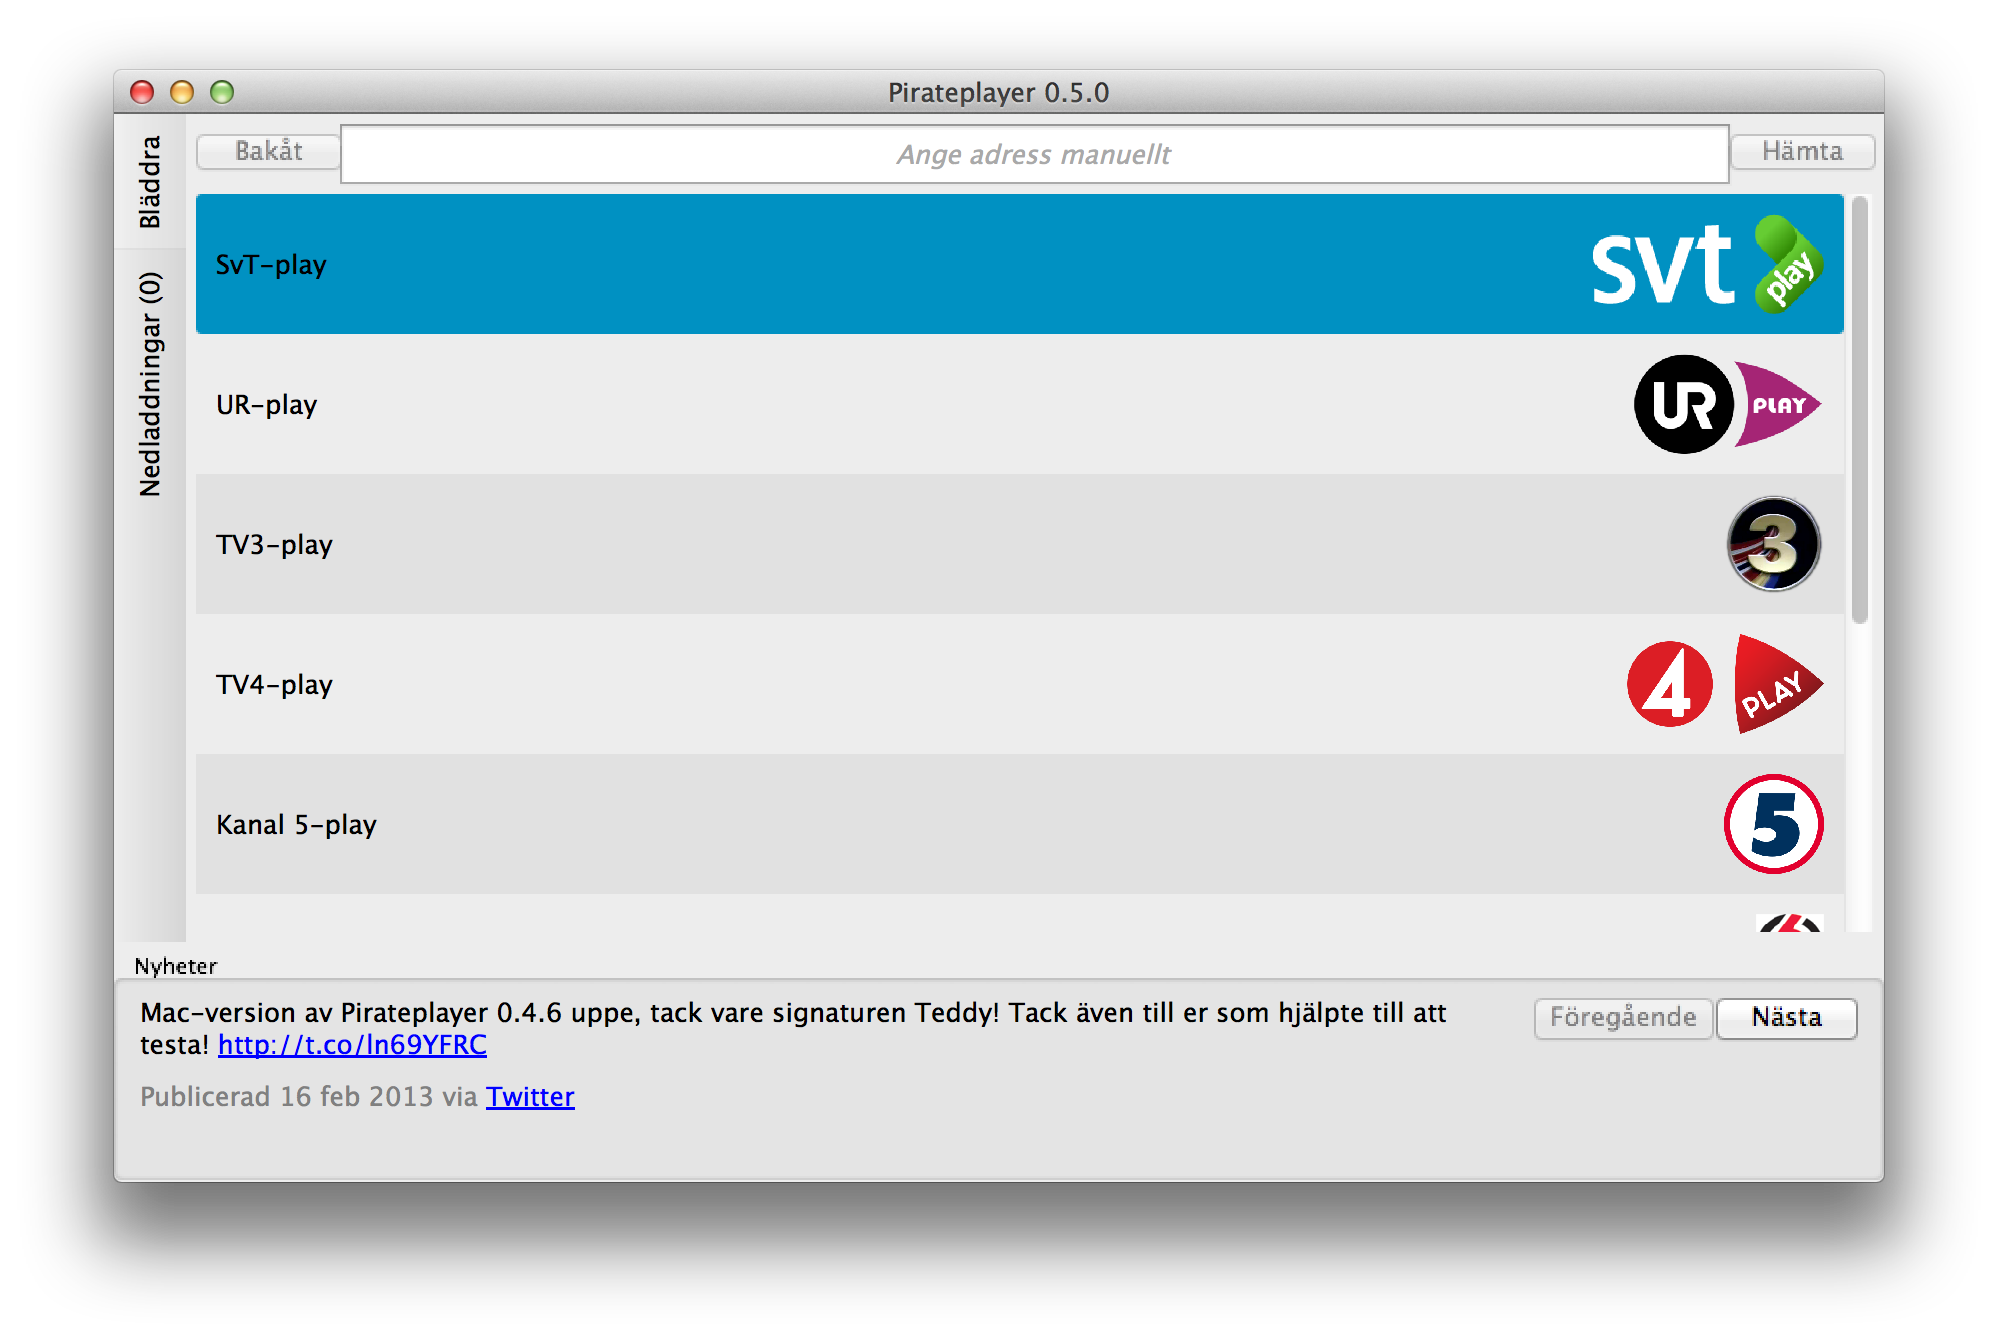 Pirateplayer 0.5.0
Bläddra
Nedladdningar (0)
Bakåt
Ange adress manuellt
Hämta
SvT-play
svt play
UR-play
UR PLAY
TV3-play
3
TV4-play
4 PLAY
Kanal 5-play
5
Nyheter
Mac-version av Pirateplayer 0.4.6 uppe, tack vare signaturen Teddy! Tack även till er som hjälpte till att
testa! http://t.co/ln69YFRC
Föregående
Nästa
Publicerad 16 feb 2013 via Twitter